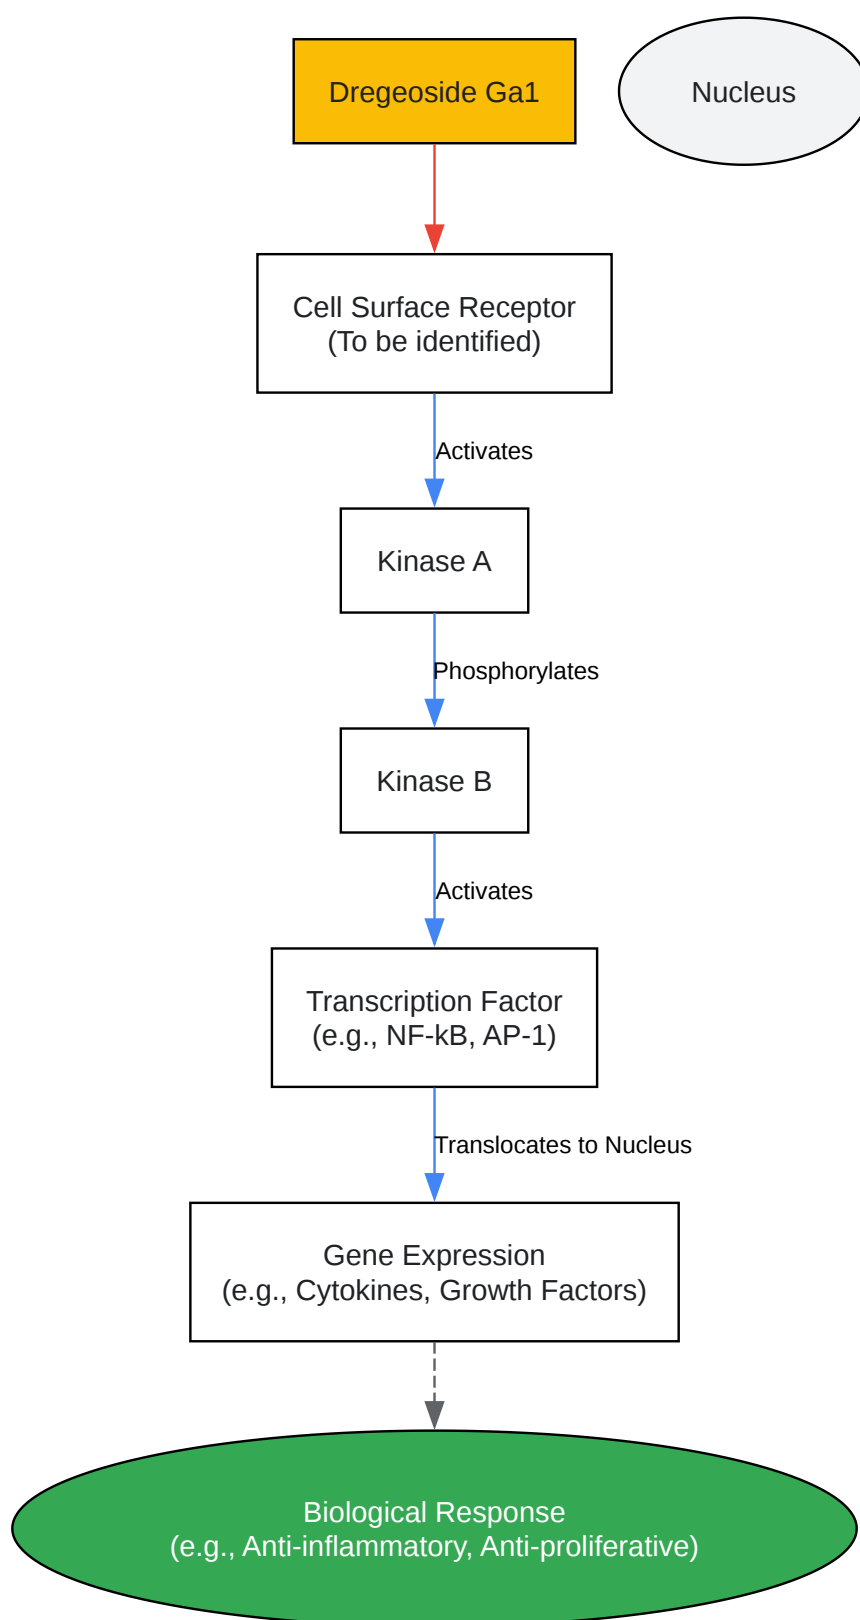 Dregeoside Ga1
Nucleus
Cell Surface Receptor
(To be identified)
Activates
Kinase A
Phosphorylates
Kinase B
Activates
Transcription Factor
(e.g., NF-kB, AP-1)
Translocates to Nucleus
Gene Expression
(e.g., Cytokines, Growth Factors)
Biological Response
(e.g., Anti-inflammatory, Anti-proliferative)